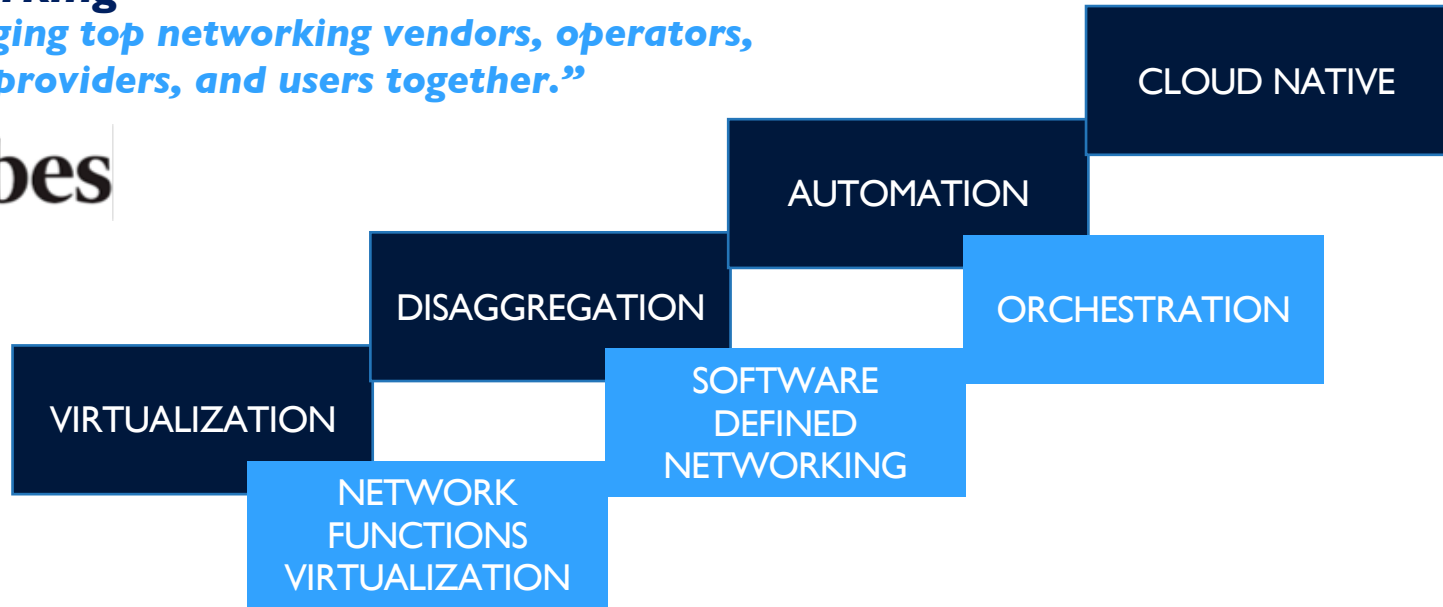 ging top networking vendors, operators,
providers, and users together.”
bes
CLOUD NATIVE
AUTOMATION
DISAGGREGATION
ORCHESTRATION
VIRTUALIZATION
SOFTWARE
DEFINED
NETWORKING
NETWORK
FUNCTIONS
VIRTUALIZATION